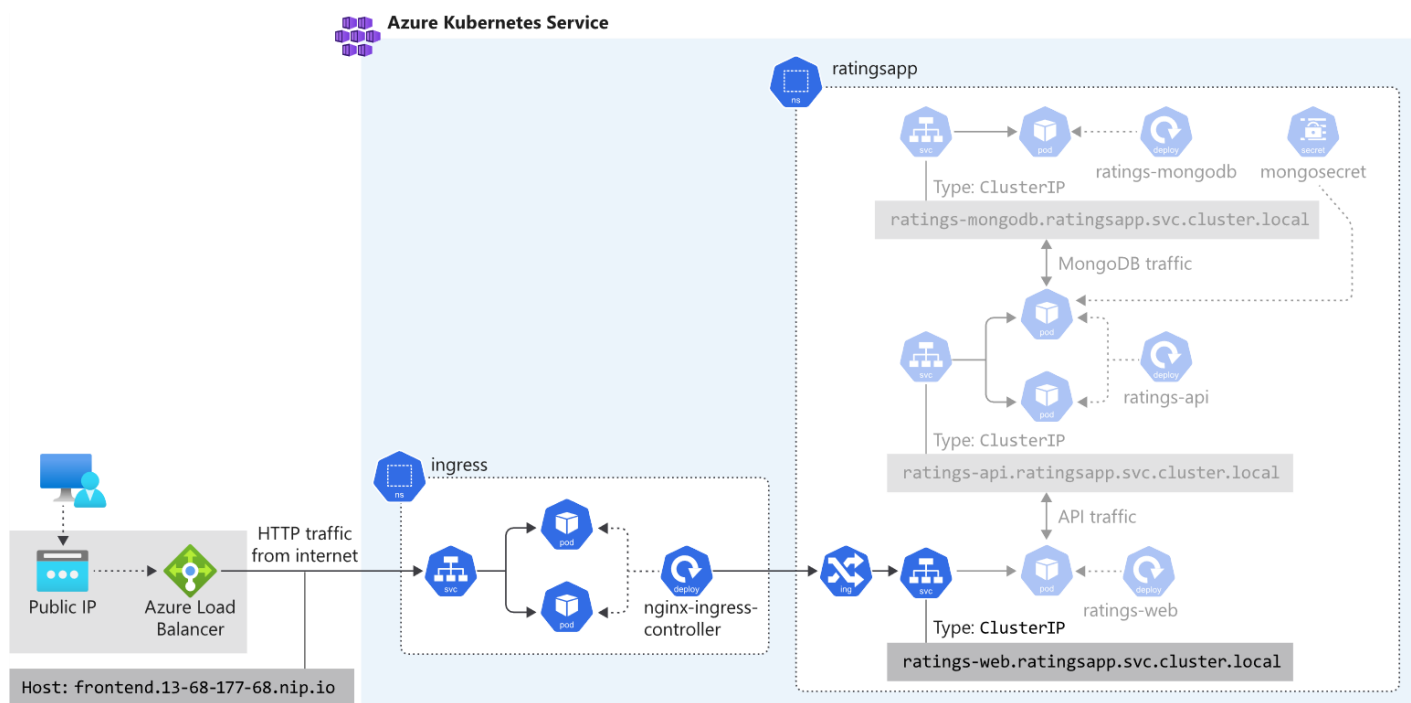 Azure Kubernetes Service
ns
ratingsapp
svc
pod
deploy
secret
ratings-mongodb
mongosecret
Type: ClusterIP
ratings-mongodb.ratingsapp.svc.cluster.local
MongoDB traffic
pod
svc
deploy
pod
ratings-api
Type: ClusterIP
ratings-api.ratingsapp.svc.cluster.local
API traffic
ns
ingress
HTTP traffic
from internet
pod
svc
pod
deploy
nginx-ingress-
controller
ing
svc
pod
deploy
ratings-web
Type: ClusterIP
ratings-web.ratingsapp.svc.cluster.local
Public IP
Azure Load
Balancer
Host: frontend.13-68-177-68.nip.io